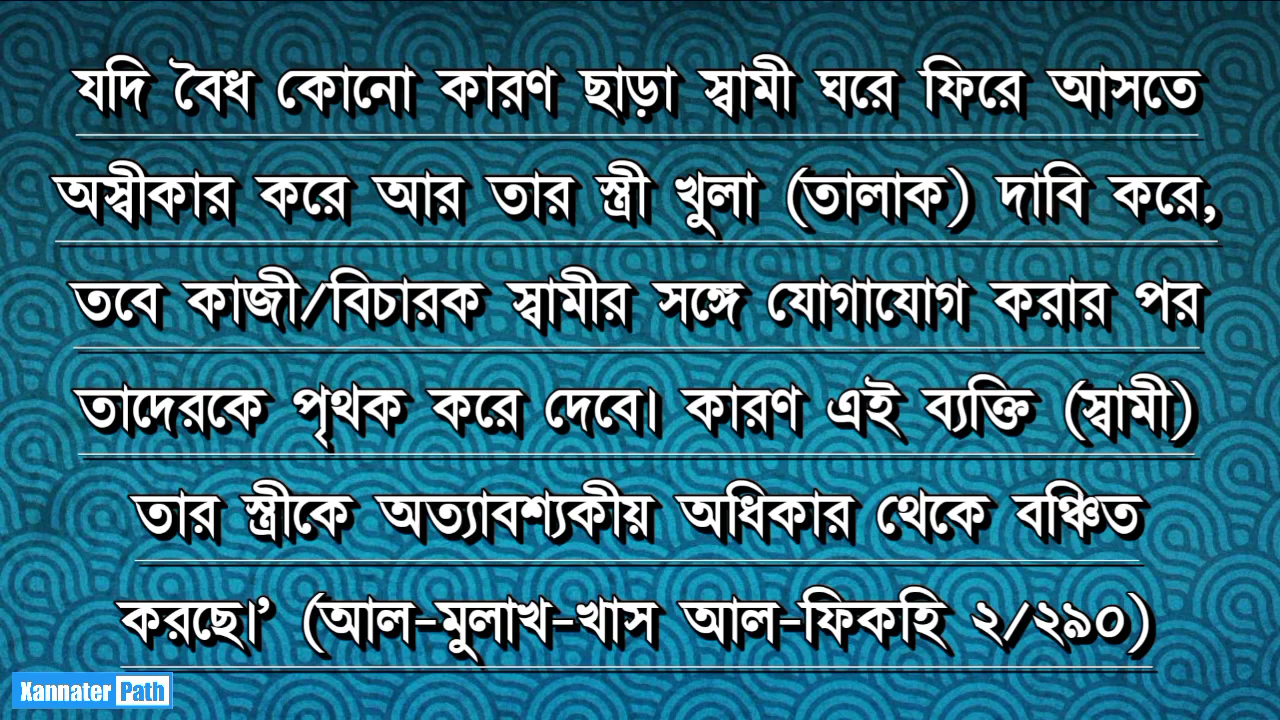 যদি বৈধ কোনো কারণ ছাড়া স্বামী ঘরে ফিরে আসতে
অস্বীকার করে আর তার স্ত্রী খুলা (তালাক) দাবি করে,
তবে কাজী/বিচারক স্বামীর সঙ্গে যোগাযোগ করার পর
তাদেরকে পৃথক করে দেবে। কারণ এই ব্যক্তি (স্বামী)
তার স্ত্রীকে অত্যাবশ্যকীয় অধিকার থেকে বঞ্চিত
করছে।’ (আল-মুলাখ-খাস আল-ফিকহি ২/২৯০)
Xannater Path